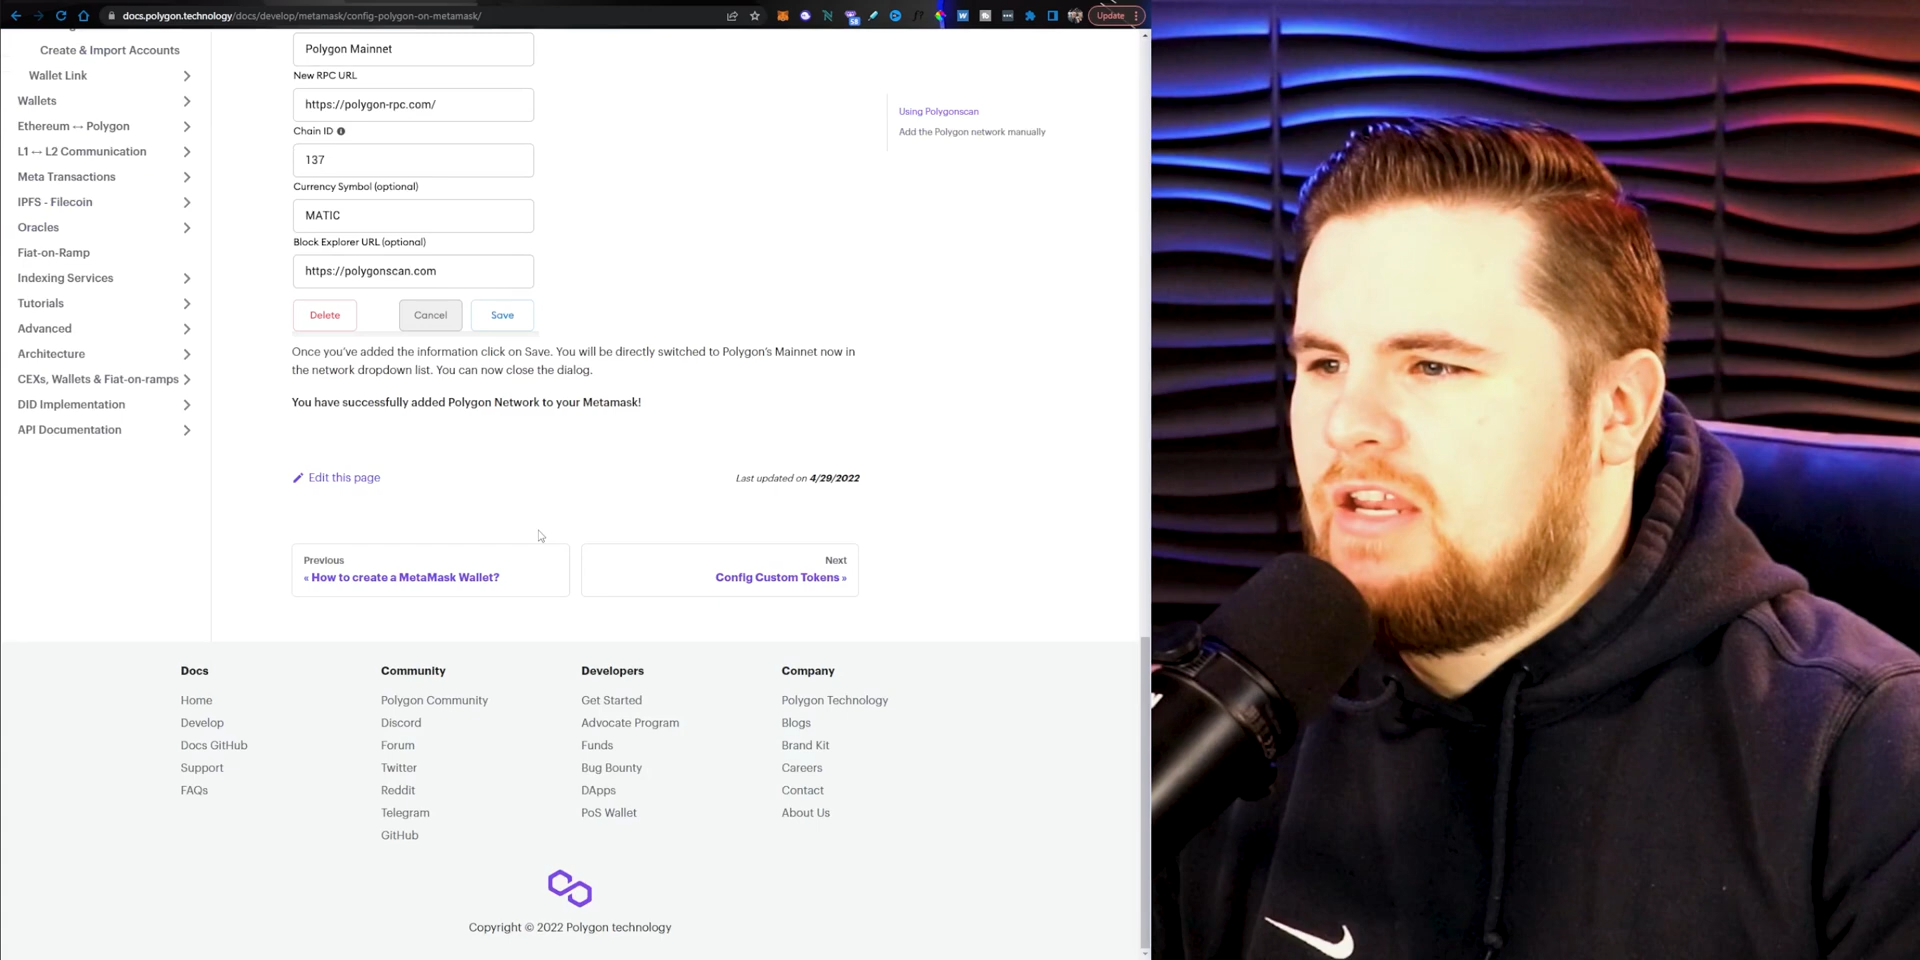 docs.polygon.technology/docs/develop/metamask/config-polygon-on-metamask/
58
W
Update
Create & Import Accounts
Wallet Link
Wallets
Ethereum ↔ Polygon
L1 ↔ L2 Communication
Meta Transactions
IPFS - Filecoin
Oracles
Fiat-on-Ramp
Indexing Services
Tutorials
Advanced
Architecture
CEXs, Wallets & Fiat-on-ramps
DID Implementation
API Documentation
Polygon Mainnet
New RPC URL
https://polygon-rpc.com/
Chain ID
137
Currency Symbol (optional)
MATIC
Block Explorer URL (optional)
https://polygonscan.com
Delete
Cancel
Save
Once you've added the information click on Save. You will be directly switched to Polygon's Mainnet now in
the network dropdown list. You can now close the dialog.
You have successfully added Polygon Network to your Metamask!
Edit this page
Last updated on 4/29/2022
Previous
« How to create a MetaMask Wallet?
Next
Config Custom Tokens »
Using Polygonscan
Add the Polygon network manually
Docs
Home
Develop
Docs GitHub
Support
FAQs
Community
Polygon Community
Discord
Forum
Twitter
Reddit
Telegram
GitHub
Developers
Get Started
Advocate Program
Funds
Bug Bounty
DApps
PoS Wallet
Company
Polygon Technology
Blogs
Brand Kit
Careers
Contact
About Us
Copyright © 2022 Polygon technology